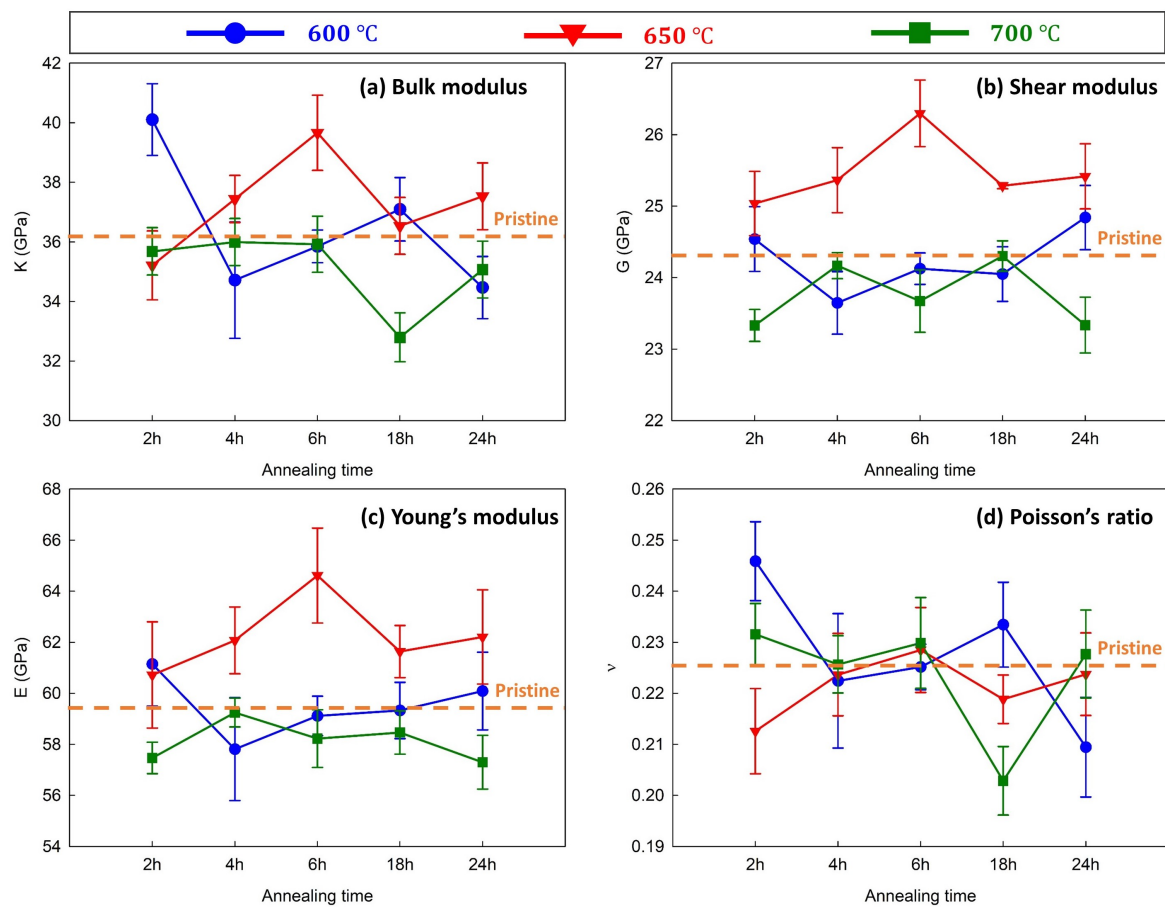 600 ℃ 650 ℃ 700 ℃
(a) Bulk modulus
42
40
38
36
34
32
30
K (GPa)
Pristine
2h 4h 6h 18h 24h
Annealing time
(b) Shear modulus
27
26
25
24
23
22
G (GPa)
Pristine
2h 4h 6h 18h 24h
Annealing time
(c) Young’s modulus
68
66
64
62
60
58
56
54
E (GPa)
Pristine
2h 4h 6h 18h 24h
Annealing time
(d) Poisson’s ratio
0.26
0.25
0.24
0.23
0.22
0.21
0.20
0.19
ν
Pristine
2h 4h 6h 18h 24h
Annealing time